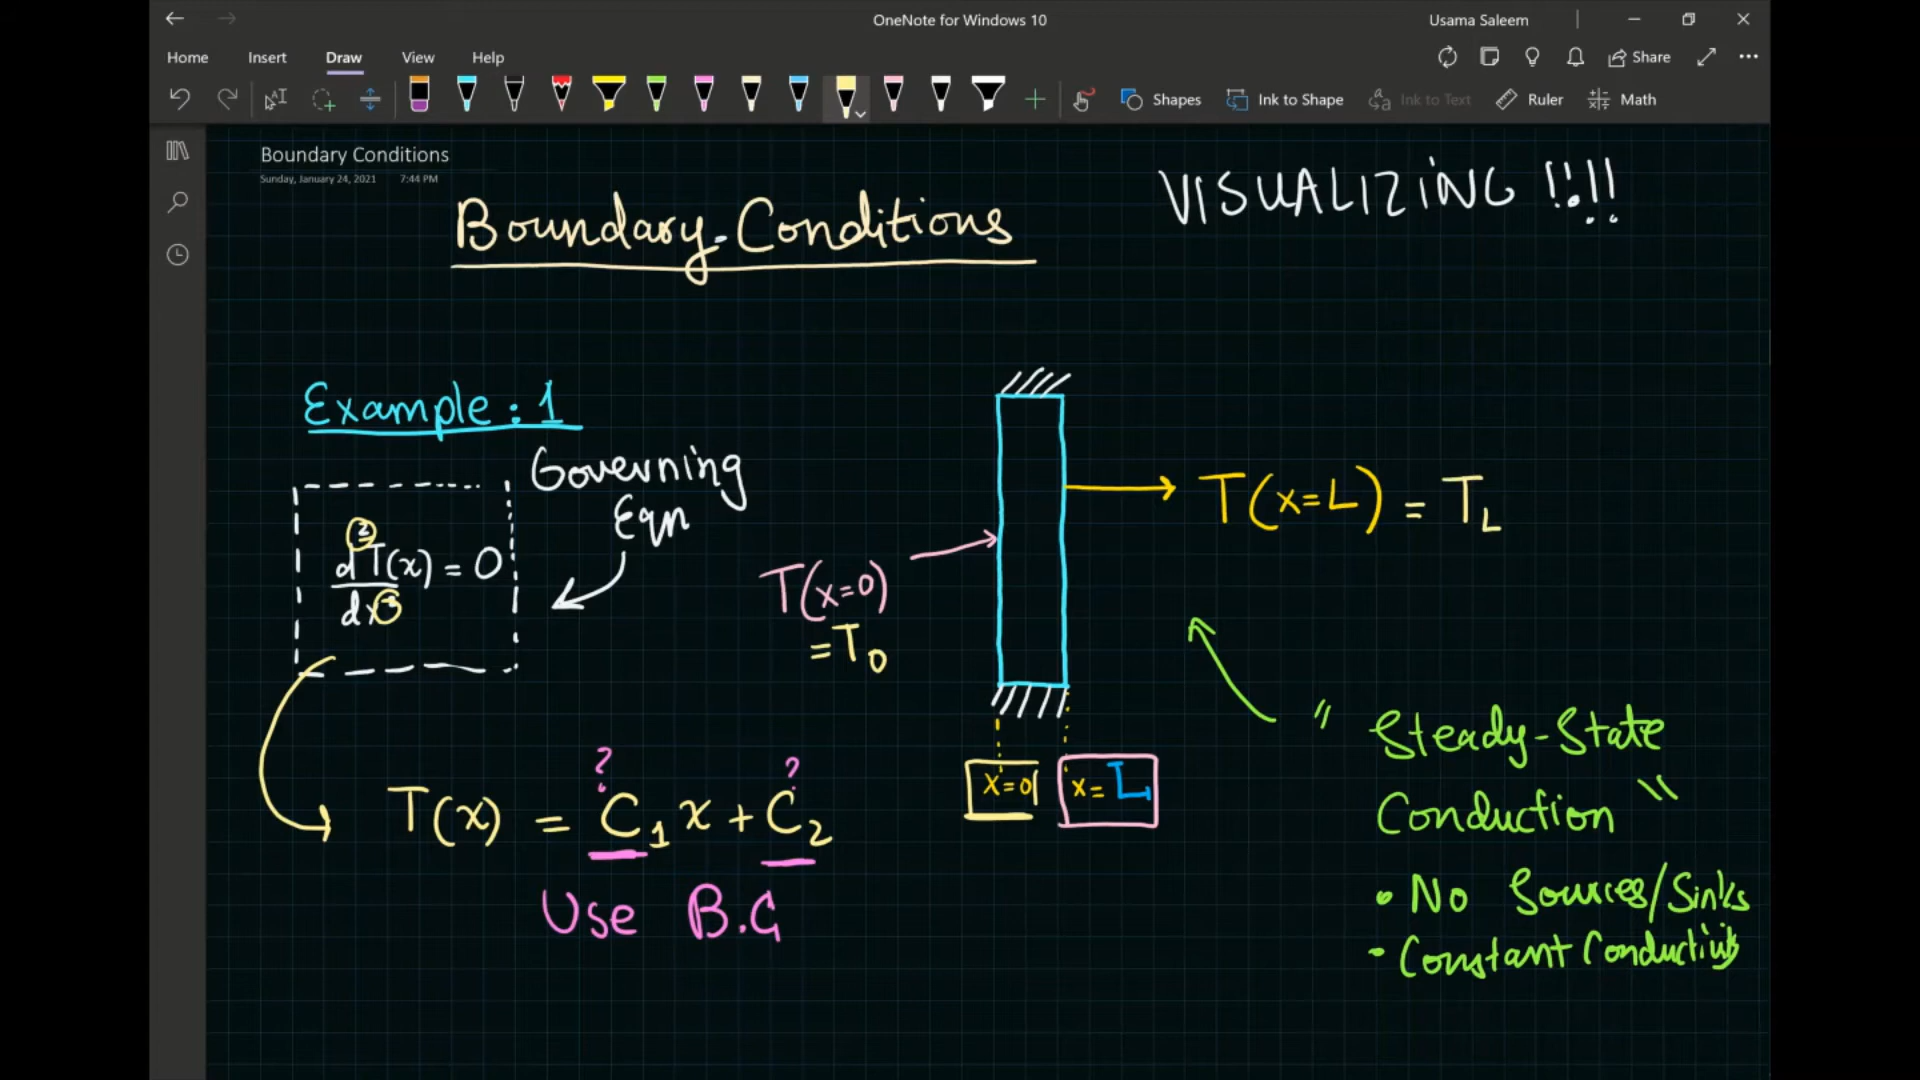 OneNote for Windows 10
Usama Saleem
Home Insert Draw View Help
Share
Shapes Ink to Shape Ink to Text Ruler Math
Boundary Conditions
Sunday, January 24, 2021 7:44 PM
Boundary Conditions
VISUALIZING !!!!
Example: 1
Governing
Eqn
d²T(x) = 0
dx²
T(x=L) = T_L
T(x=0)
= T₀
x=0
x= L
"Steady-State
Conduction"
T(x) = C₁x + C₂
? ?
Use B.C
• No Sources/Sinks
• Constant Conductivity